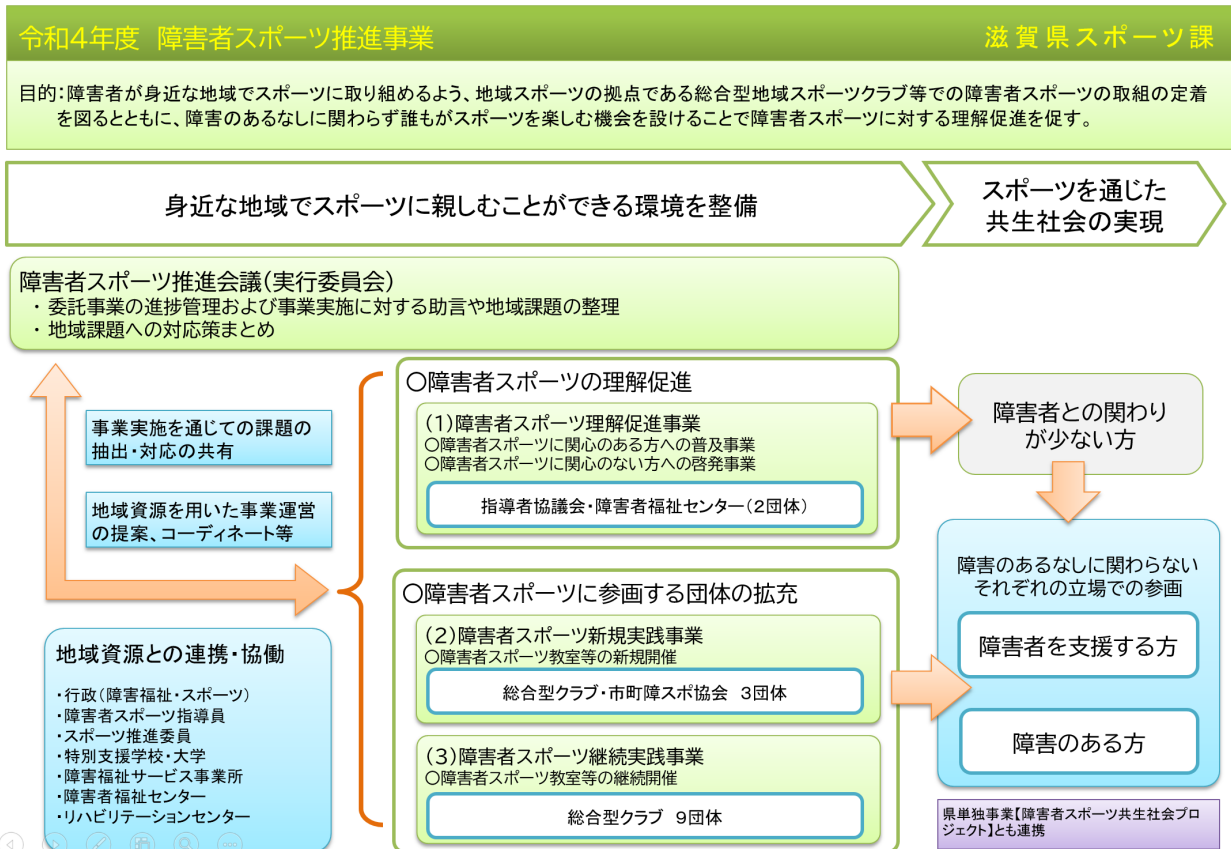 令和4年度 障害者スポーツ推進事業
滋賀県スポーツ課
目的:障害者が身近な地域でスポーツに取り組めるよう、地域スポーツの拠点である総合型地域スポーツクラブ等での障害者スポーツの取組の定着
を図るとともに、障害のあるなしに関わらず誰もがスポーツを楽しむ機会を設けることで障害者スポーツに対する理解促進を促す。
身近な地域でスポーツに親しむことができる環境を整備
スポーツを通じた
共生社会の実現
障害者スポーツ推進会議(実行委員会)
・委託事業の進捗管理および事業実施に対する助言や地域課題の整理
・地域課題への対応策まとめ
事業実施を通じての課題の
抽出・対応の共有
地域資源を用いた事業運営
の提案、コーディネート等
地域資源との連携・協働
・行政(障害福祉・スポーツ)
・障害者スポーツ指導員
・スポーツ推進委員
・特別支援学校・大学
・障害福祉サービス事業所
・障害者福祉センター
・リハビリテーションセンター
〇障害者スポーツの理解促進
(1)障害者スポーツ理解促進事業
〇障害者スポーツに関心のある方への普及事業
〇障害者スポーツに関心のない方への啓発事業
指導者協議会・障害者福祉センター(2団体)
〇障害者スポーツに参画する団体の拡充
(2)障害者スポーツ新規実践事業
〇障害者スポーツ教室等の新規開催
総合型クラブ・市町障スポ協会 3団体
(3)障害者スポーツ継続実践事業
〇障害者スポーツ教室等の継続開催
総合型クラブ 9団体
障害者との関わり
が少ない方
障害のあるなしに関わらない
それぞれの立場での参画
障害者を支援する方
障害のある方
県単独事業【障害者スポーツ共生社会プロ
ジェクト】とも連携